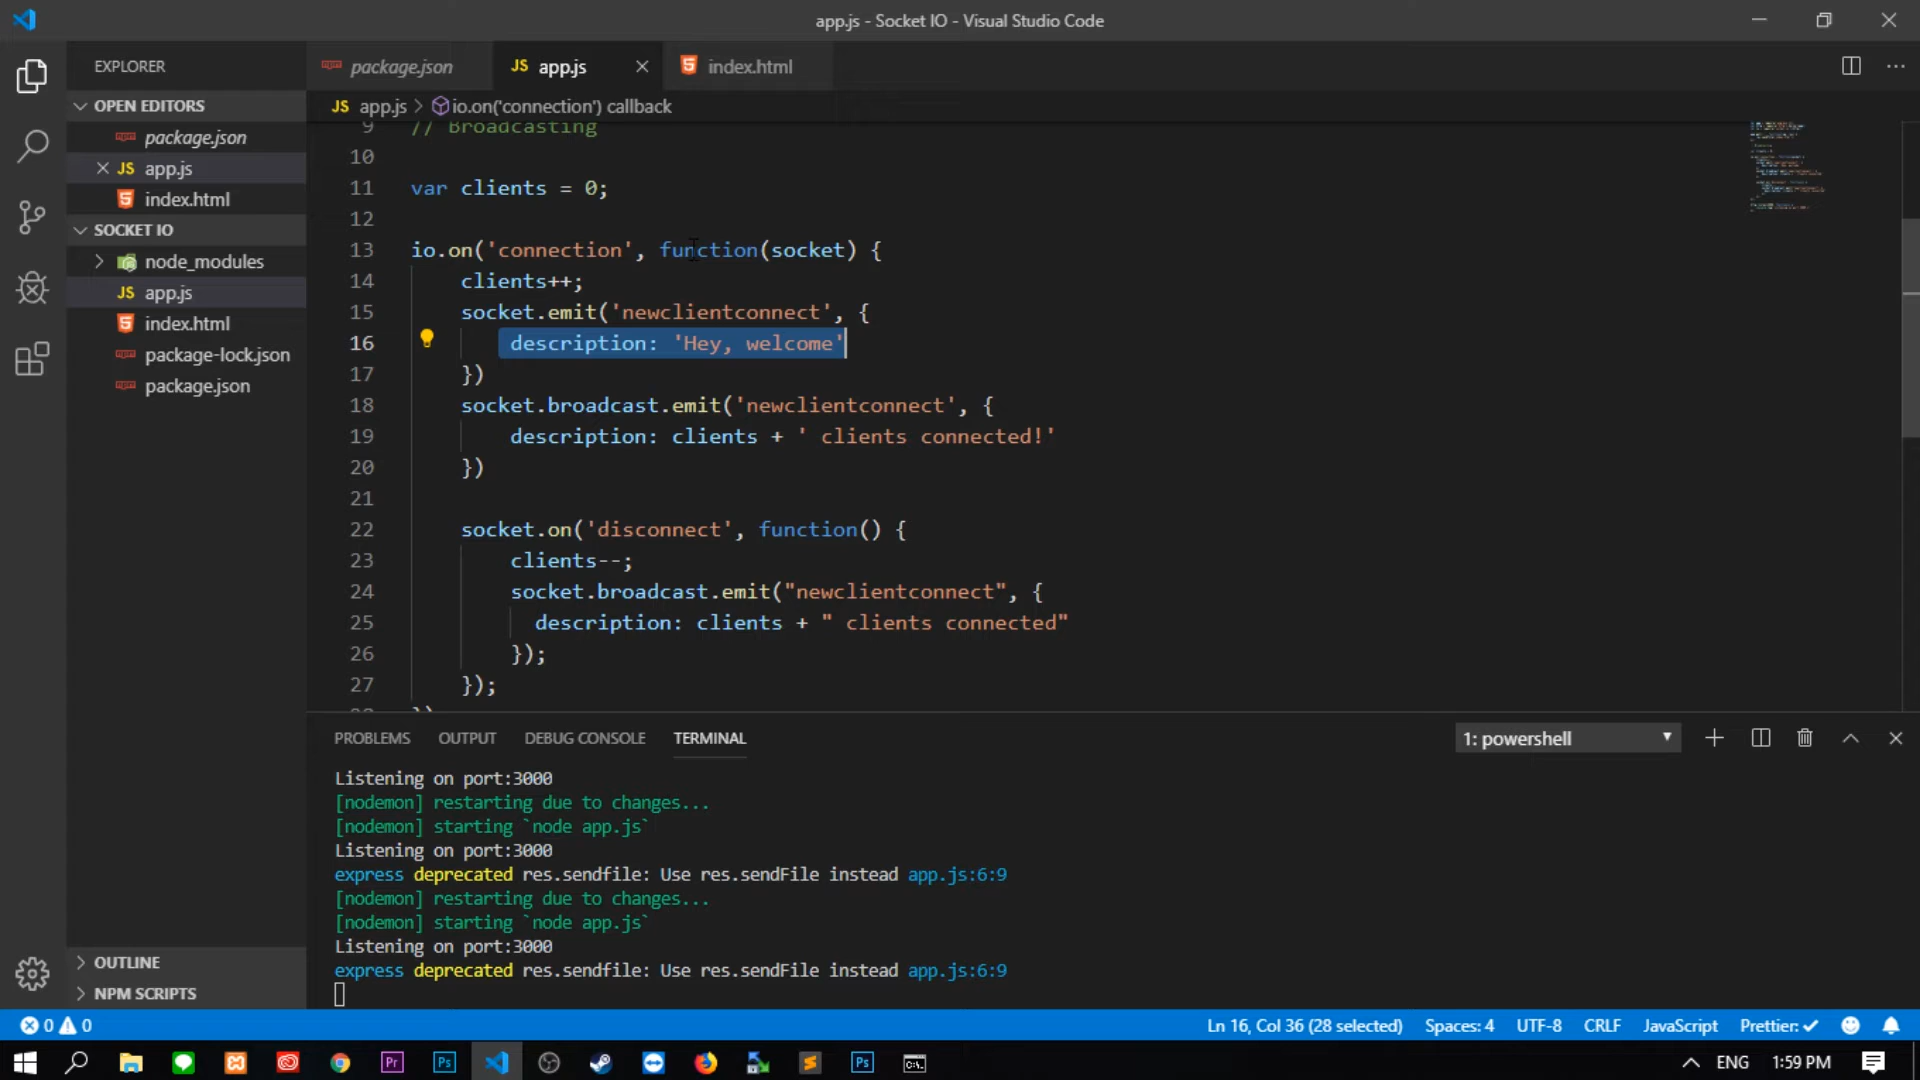 app.js - Socket IO - Visual Studio Code
EXPLORER
OPEN EDITORS
package.json
JS app.js
index.html
SOCKET IO
node_modules
JS app.js
index.html
package-lock.json
package.json
OUTLINE
NPM SCRIPTS
package.json
JS app.js
index.html
JS app.js > io.on('connection') callback
9 // Broadcasting
10
11 var clients = 0;
12
13 io.on('connection', function(socket) {
14 clients++;
15 socket.emit('newclientconnect', {
16 description: 'Hey, welcome'
17 })
18 socket.broadcast.emit('newclientconnect', {
19 description: clients + ' clients connected!'
20 })
21
22 socket.on('disconnect', function() {
23 clients--;
24 socket.broadcast.emit("newclientconnect", {
25 description: clients + " clients connected"
26 });
27 });
PROBLEMS OUTPUT DEBUG CONSOLE TERMINAL
1: powershell
Listening on port:3000
[nodemon] restarting due to changes...
[nodemon] starting `node app.js`
Listening on port:3000
express deprecated res.sendfile: Use res.sendFile instead app.js:6:9
[nodemon] restarting due to changes...
[nodemon] starting `node app.js`
Listening on port:3000
express deprecated res.sendfile: Use res.sendFile instead app.js:6:9
0 0
Ln 16, Col 36 (28 selected) Spaces: 4 UTF-8 CRLF JavaScript Prettier: ✓
Pr Ps Ps ENG 1:59 PM